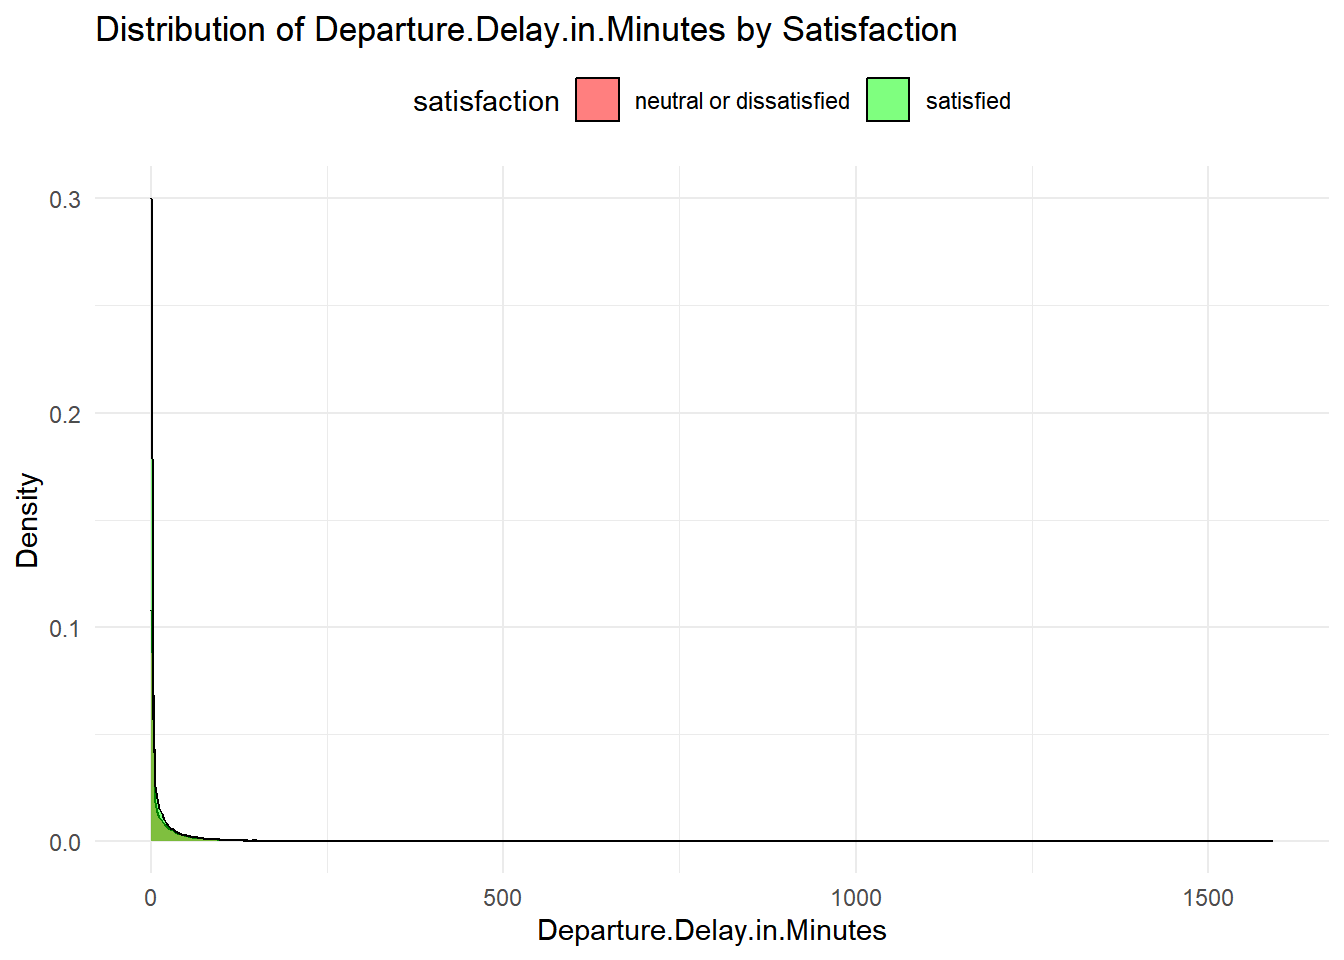 Distribution of Departure.Delay.in.Minutes by Satisfaction
satisfaction neutral or dissatisfied satisfied
0.3
0.2
0.1
0.0
Density
0 500 1000 1500
Departure.Delay.in.Minutes